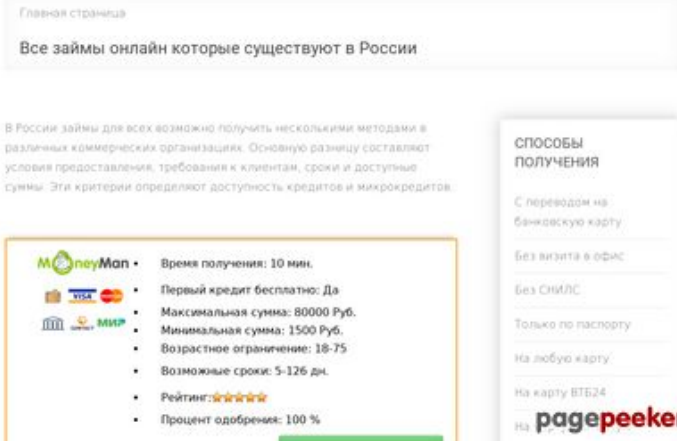 Главная страница
Все займы онлайн которые существуют в России
В России займы для всех возможно получить несколькими методами в
различных коммерческих организациях. Основную разницу составляют
условия предоставления, требования к клиентам, сроки и доступные
суммы. Эти критерии определяют доступность кредитов и микрокредитов.
MoneyMan
VISA
CONTACT МИР
• Время получения: 10 мин.
• Первый кредит бесплатно: Да
• Максимальная сумма: 80000 Руб.
• Минимальная сумма: 1500 Руб.
• Возрастное ограничение: 18-75
• Возможные сроки: 5-126 дн.
• Рейтинг:
• Процент одобрения: 100 %
СПОСОБЫ
ПОЛУЧЕНИЯ
С переводом на
банковскую карту
Без визита в офис
Без СНИЛС
Только по паспорту
На любую карту
На карту ВТБ24
На
pagepeeker